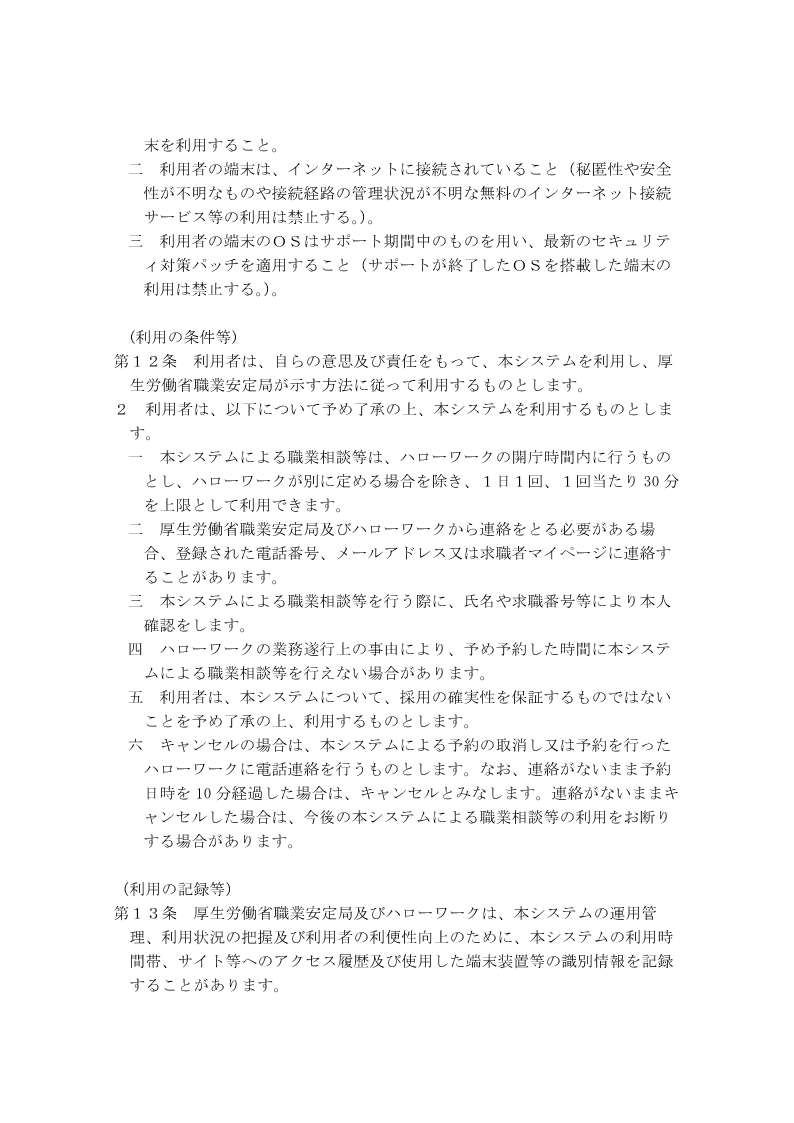 末を利用すること。
二　利用者の端末は、インターネットに接続されていること（秘匿性や安全
性が不明なものや接続経路の管理状況が不明な無料のインターネット接続
サービス等の利用は禁止する。）。
三　利用者の端末のＯＳはサポート期間中のものを用い、最新のセキュリテ
ィ対策パッチを適用すること（サポートが終了したＯＳを搭載した端末の
利用は禁止する。）。
(利用の条件等)
第１２条　利用者は、自らの意思及び責任をもって、本システムを利用し、厚
生労働省職業安定局が示す方法に従って利用するものとします。
２　利用者は、以下について予め了承の上、本システムを利用するものとしま
す。
一　本システムによる職業相談等は、ハローワークの開庁時間内に行うもの
とし、ハローワークが別に定める場合を除き、１日１回、１回当たり 30 分
を上限として利用できます。
二　厚生労働省職業安定局及びハローワークから連絡をとる必要がある場
合、登録された電話番号、メールアドレス又は求職者マイページに連絡す
ることがあります。
三　本システムによる職業相談等を行う際に、氏名や求職番号等により本人
確認をします。
四　ハローワークの業務遂行上の事由により、予め予約した時間に本システ
ムによる職業相談等を行えない場合があります。
五　利用者は、本システムについて、採用の確実性を保証するものではない
ことを予め了承の上、利用するものとします。
六　キャンセルの場合は、本システムによる予約の取消し又は予約を行った
ハローワークに電話連絡を行うものとします。なお、連絡がないまま予約
日時を 10 分経過した場合は、キャンセルとみなします。連絡がないままキ
ャンセルした場合は、今後の本システムによる職業相談等の利用をお断り
する場合があります。
（利用の記録等）
第１３条　厚生労働省職業安定局及びハローワークは、本システムの運用管
理、利用状況の把握及び利用者の利便性向上のために、本システムの利用時
間帯、サイト等へのアクセス履歴及び使用した端末装置等の識別情報を記録
することがあります。